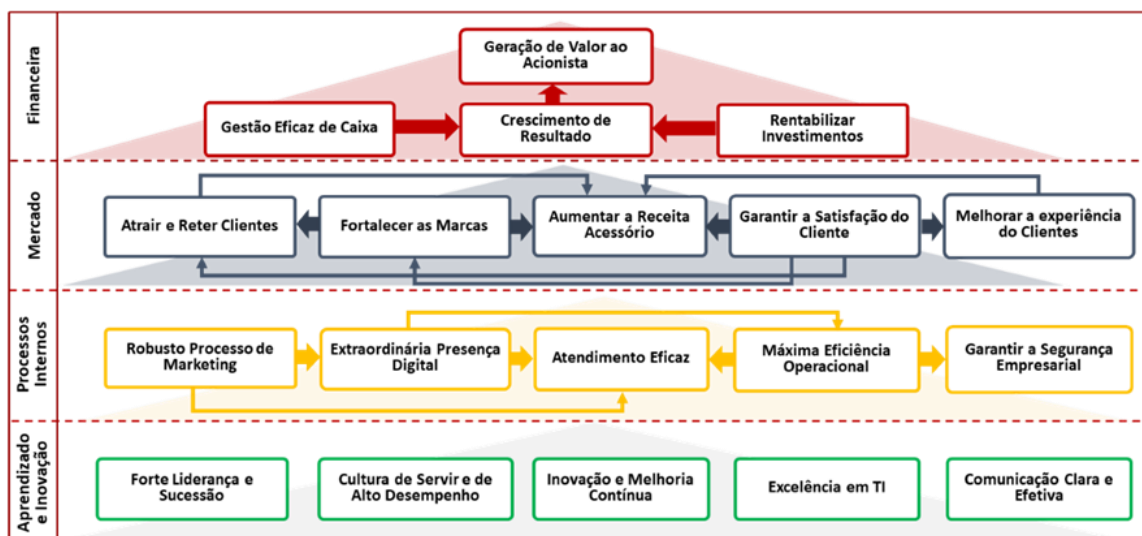 Financeira
Geração de Valor ao
Acionista
Gestão Eficaz de Caixa
Crescimento de
Resultado
Rentabilizar
Investimentos
Mercado
Atrair e Reter Clientes
Fortalecer as Marcas
Aumentar a Receita
Acessório
Garantir a Satisfação do
Cliente
Melhorar a experiência
do Clientes
Processos
Internos
Robusto Processo de
Marketing
Extraordinária Presença
Digital
Atendimento Eficaz
Máxima Eficiência
Operacional
Garantir a Segurança
Empresarial
Aprendizado
e Inovação
Forte Liderança e
Sucessão
Cultura de Servir e de
Alto Desempenho
Inovação e Melhoria
Contínua
Excelência em TI
Comunicação Clara e
Efetiva